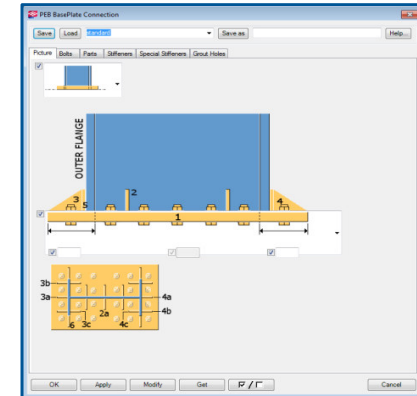 PEB BasePlate Connection
Save Load standard Save as Help...
Picture Bolts Parts Stiffeners Special Stiffeners Grout Holes
OUTER FLANGE
2
3 5 4
1
3b
3a 4a
2a 4b
6 3c 4c
OK Apply Modify Get / Cancel